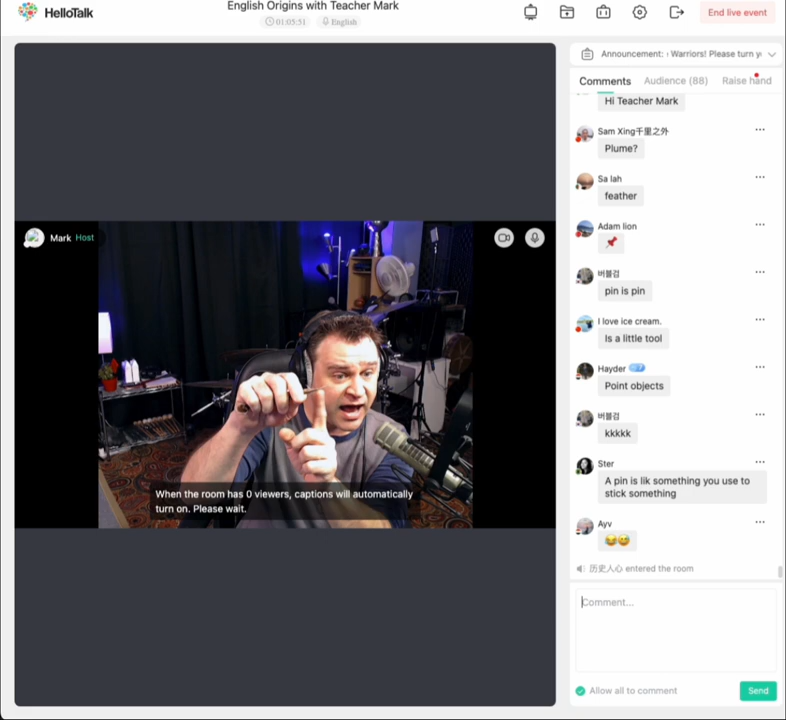 English Origins with Teacher Mark
HelloTalk
01:05:51
English
End live event
Announcement: Warriors! Please turn
Comments
Audience (88)
Raise hand
Mark Host
When the room has 0 viewers, captions will automatically
turn on. Please wait.
Hi Teacher Mark
Sam Xing千里之外
Plume?
Sa lah
feather
Adam lion
버블검
pin is pin
I love ice cream.
Is a little tool
Hayder
Point objects
버블검
kkkkk
Ster
A pin is lik something you use to
stick something
Ayv
历史人心 entered the room
Comment...
Allow all to comment
Send